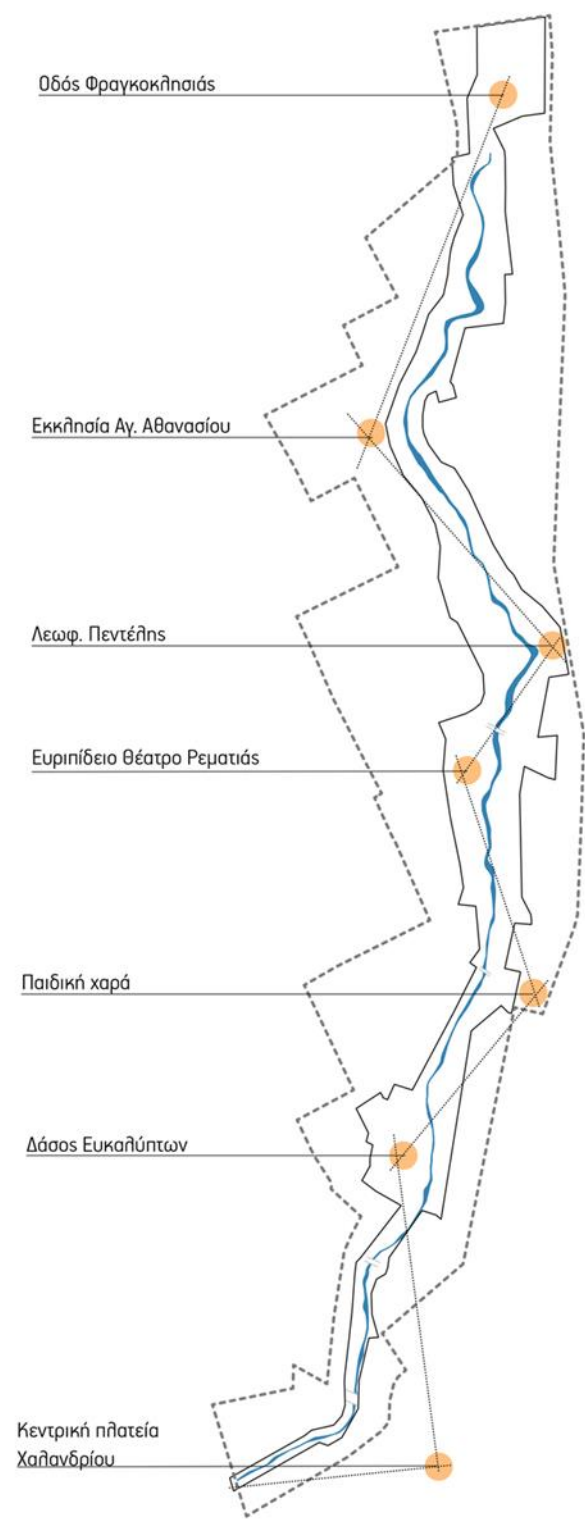 Οδός Φραγκοκλησιάς
Εκκλησία Αγ. Αθανασίου
Λεωφ. Πεντέλης
Ευριπίδειο Θέατρο Ρεματιάς
Παιδική χαρά
Δάσος Ευκαλύπτων
Κεντρική πλατεία
Χαλανδρίου